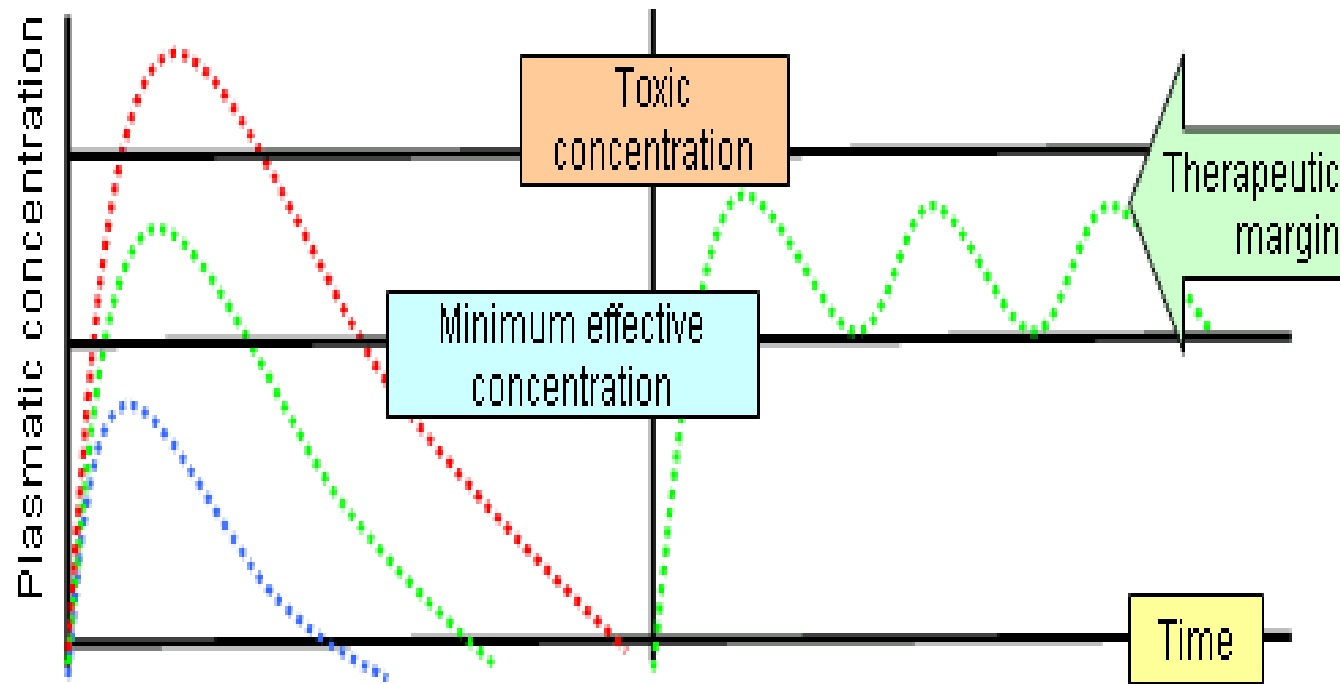 Plasmatic concentration
Toxic
concentration
Therapeutic
margin
Minimum effective
concentration
Time